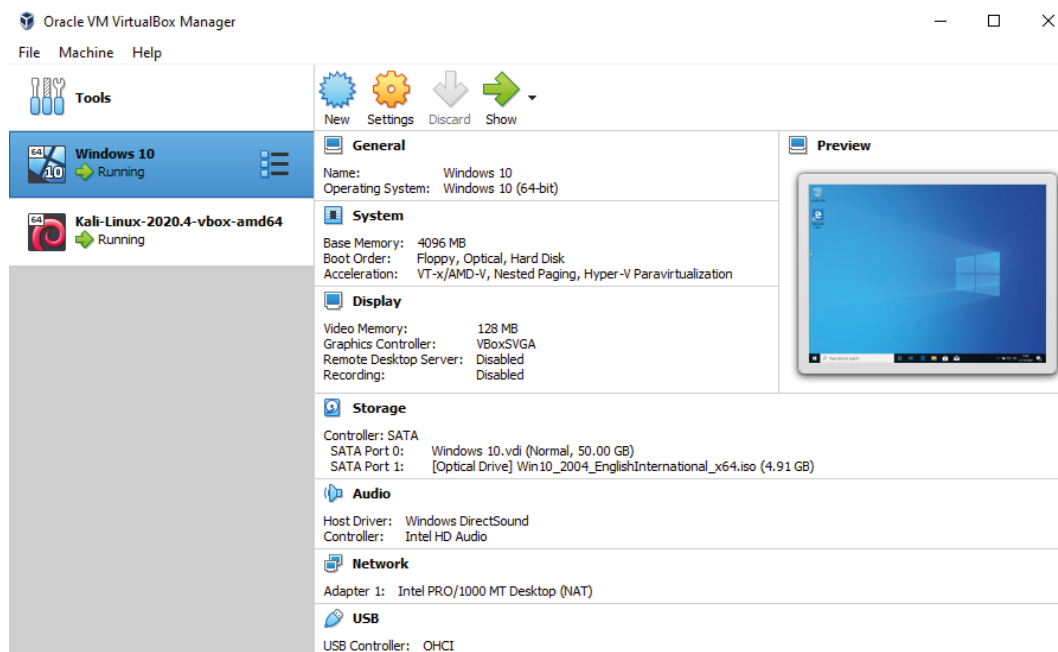 Oracle VM VirtualBox Manager
File Machine Help
Tools
New Settings Discard Show
64
10
Windows 10
Running
64
Kali-Linux-2020.4-vbox-amd64
Running
General
Name: Windows 10
Operating System: Windows 10 (64-bit)
System
Base Memory: 4096 MB
Boot Order: Floppy, Optical, Hard Disk
Acceleration: VT-x/AMD-V, Nested Paging, Hyper-V Paravirtualization
Display
Video Memory: 128 MB
Graphics Controller: VBoxSVGA
Remote Desktop Server: Disabled
Recording: Disabled
Preview
Storage
Controller: SATA
SATA Port 0: Windows 10.vdi (Normal, 50.00 GB)
SATA Port 1: [Optical Drive] Win10_2004_EnglishInternational_x64.iso (4.91 GB)
Audio
Host Driver: Windows DirectSound
Controller: Intel HD Audio
Network
Adapter 1: Intel PRO/1000 MT Desktop (NAT)
USB
USB Controller: OHCI